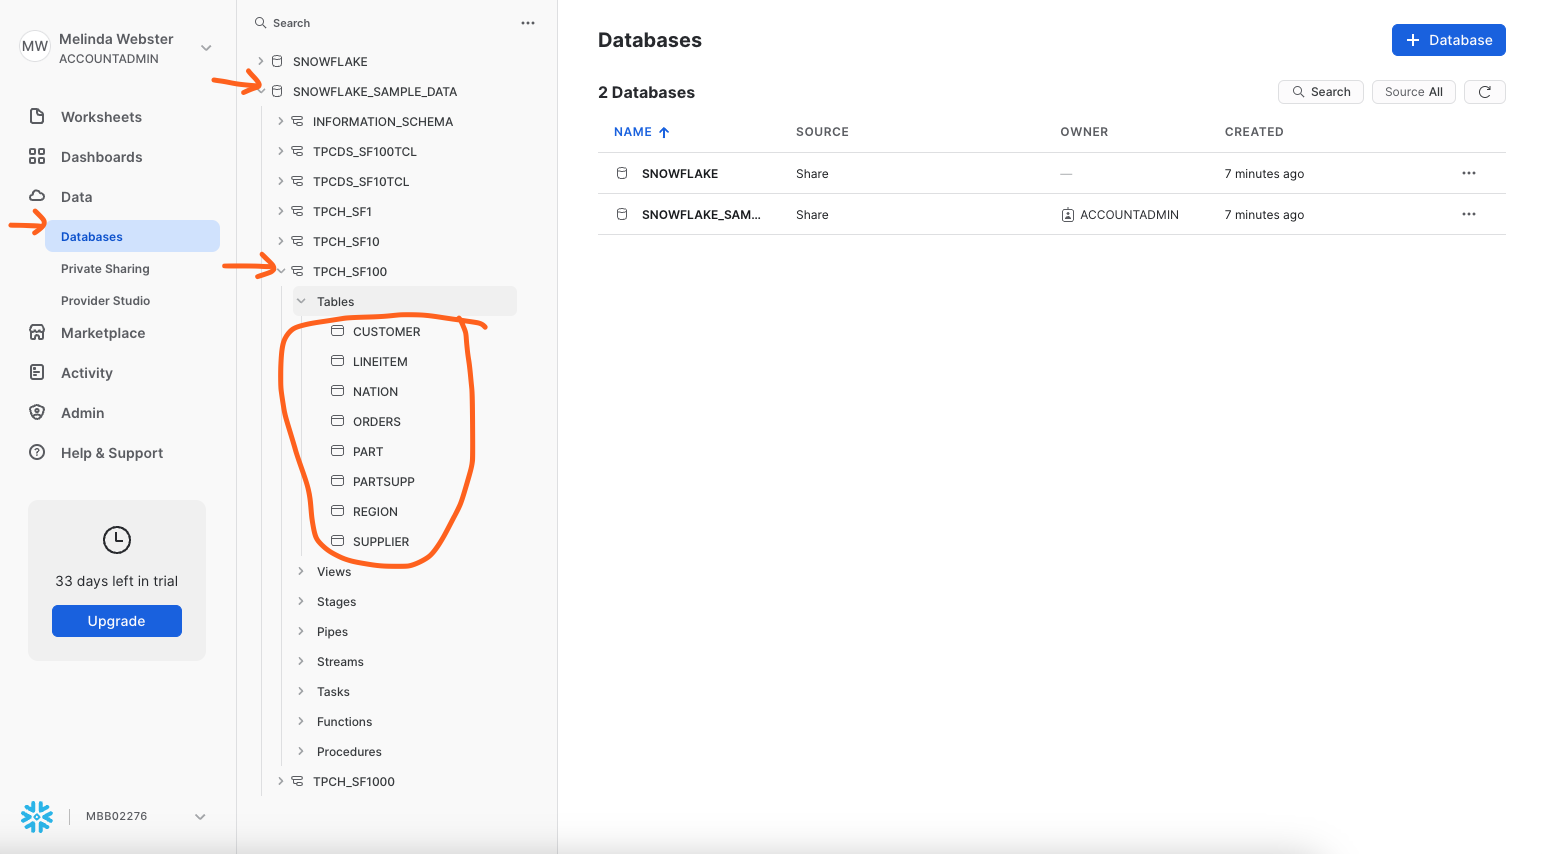 MW
Melinda Webster
ACCOUNTADMIN
Worksheets
Dashboards
Data
Databases
Private Sharing
Provider Studio
Marketplace
Activity
Admin
Help & Support
33 days left in trial
Upgrade
MBB02276
Search
SNOWFLAKE
SNOWFLAKE_SAMPLE_DATA
INFORMATION_SCHEMA
TPCDS_SF100TCL
TPCDS_SF10TCL
TPCH_SF1
TPCH_SF10
TPCH_SF100
Tables
CUSTOMER
LINEITEM
NATION
ORDERS
PART
PARTSUPP
REGION
SUPPLIER
Views
Stages
Pipes
Streams
Tasks
Functions
Procedures
TPCH_SF1000
Databases
+ Database
2 Databases
Search
Source All
NAME SOURCE OWNER CREATED
SNOWFLAKE Share — 7 minutes ago
SNOWFLAKE_SAM... Share ACCOUNTADMIN 7 minutes ago